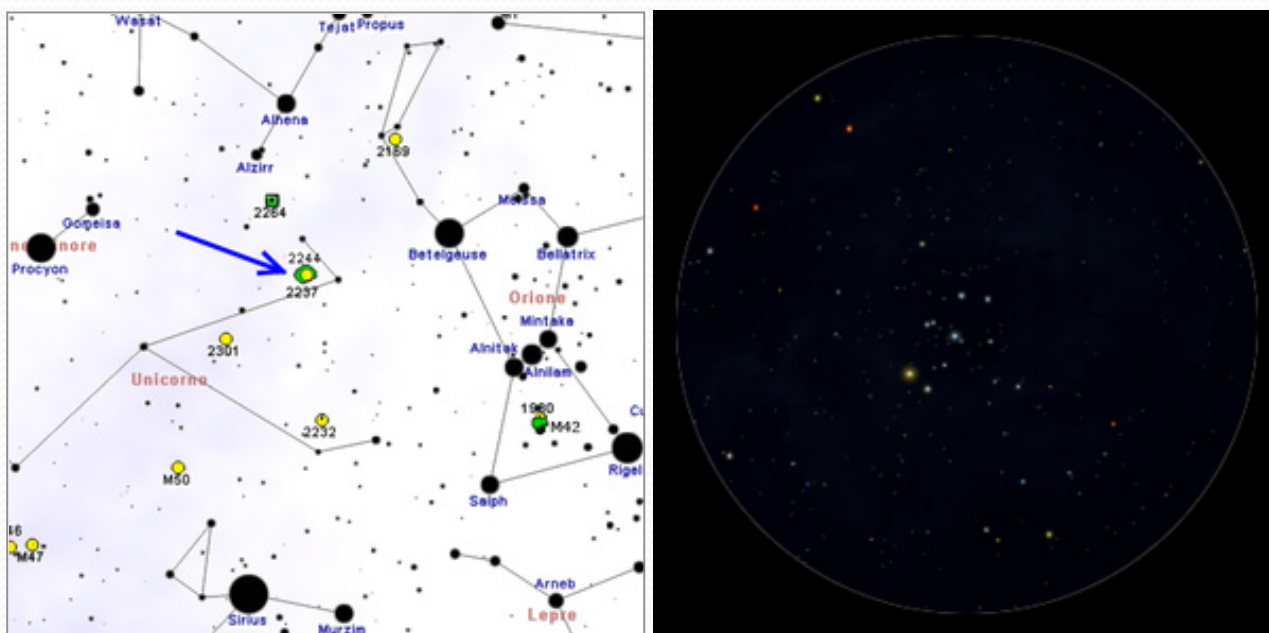 Wasat
Tejat Propus
Alhena
2169
Alzirr
2264
Meissa
Gomeisa
Procyon
Betelgeuse
Bellatrix
2244
2237
Orione
Mintaka
2301
Alnitak
Alnilam
Unicorno
1980
M42
2232
Rigel
M50
Saiph
46
M47
Arneb
Lepre
Sirius
Murzim